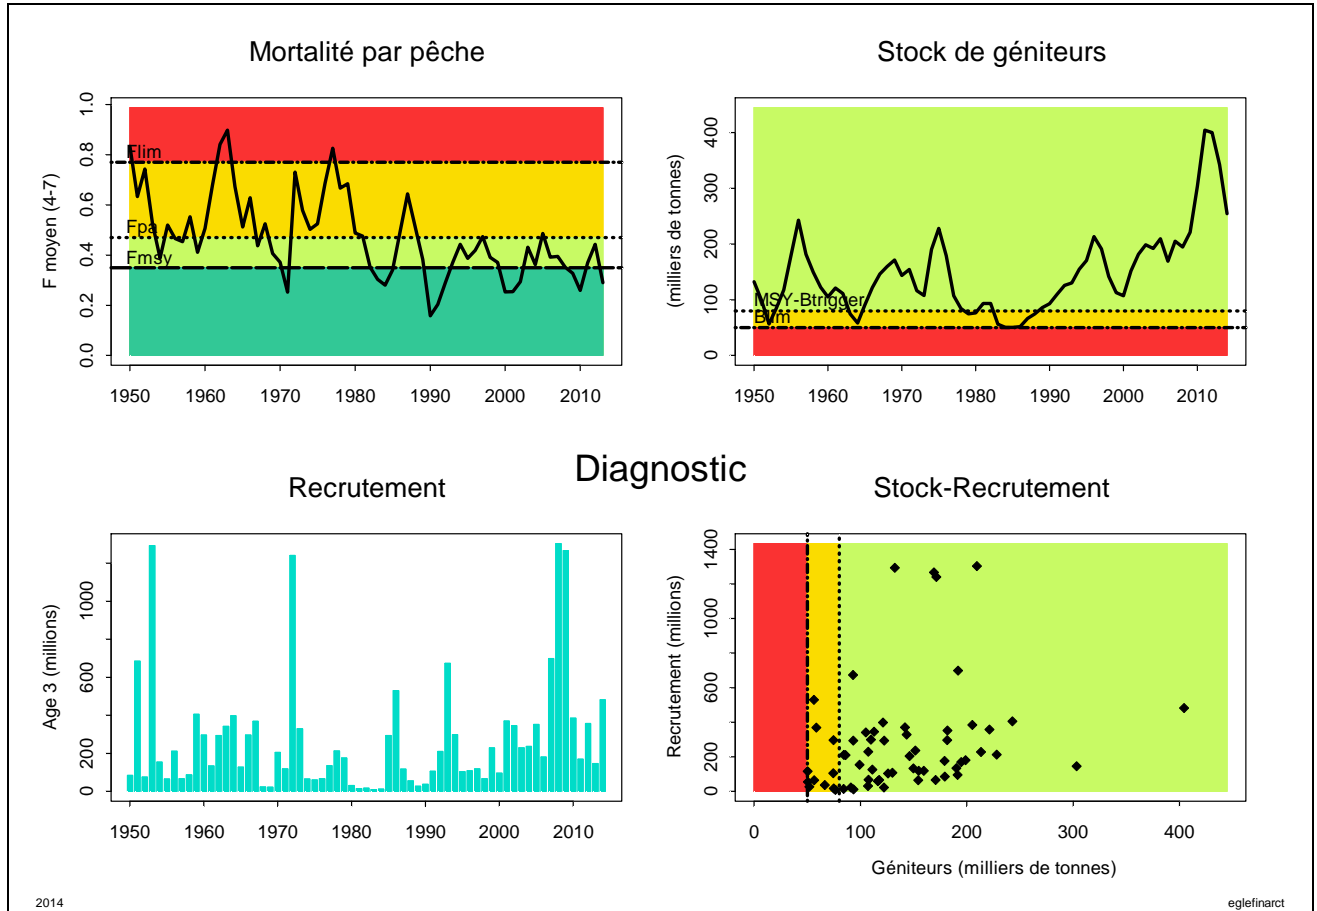 Mortalité par pêche
F moyen (4-7)
0.0 0.2 0.4 0.6 0.8 1.0
Flim
Fpa
Fmsy
1950 1960 1970 1980 1990 2000 2010
Stock de géniteurs
(milliers de tonnes)
0 100 200 300 400
MSY-Btrigger
Blim
1950 1960 1970 1980 1990 2000 2010
Diagnostic
Recrutement
Age 3 (millions)
0 200 600 1000
1950 1960 1970 1980 1990 2000 2010
Stock-Recrutement
Recrutement (millions)
0 200 600 1000 1400
0 100 200 300 400
Géniteurs (milliers de tonnes)
2014
eglefinarct